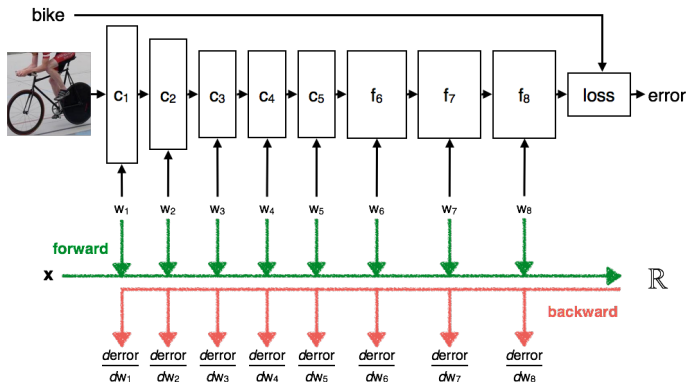 bike
c₁ c₂ c₃ c₄ c₅ f₆ f₇ f₈ loss error
w₁ w₂ w₃ w₄ w₅ w₆ w₇ w₈
forward
x ℝ
backward
derror derror derror derror derror derror derror derror
dw₁ dw₂ dw₃ dw₄ dw₅ dw₆ dw₇ dw₈